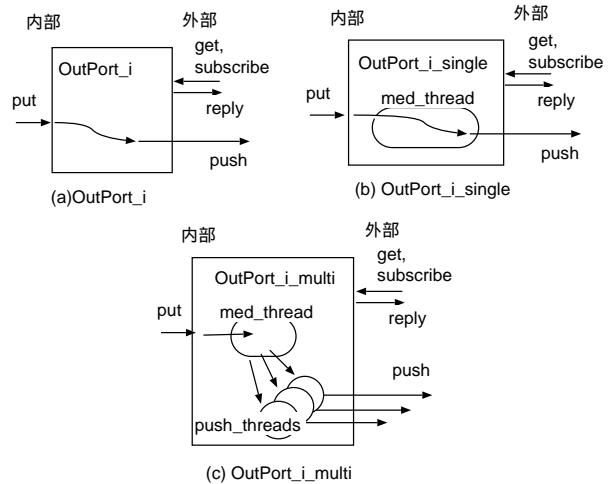 内部
外部
OutPort_i
get,
subscribe
put
reply
push
(a)OutPort_i
内部
外部
OutPort_i_single
get,
subscribe
put
med_thread
reply
push
(b) OutPort_i_single
内部
外部
OutPort_i_multi
get,
subscribe
put
med_thread
reply
push
push_threads
(c) OutPort_i_multi